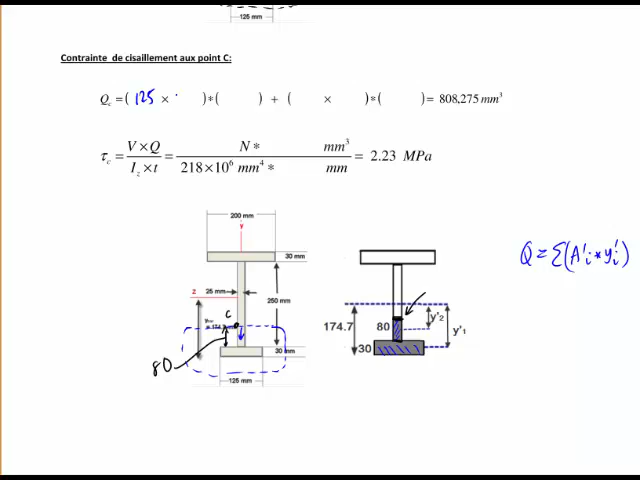 125 mm
Contrainte de cisaillement aux point C:
Q_c = ( 125 × )*( ) + ( × )*( ) = 808,275 mm³
τ_c = V × Q / I_z × t = N * mm³ / 218×10⁶ mm⁴ * mm = 2.23 MPa
200 mm
y
30 mm
Q = Σ(A'i * y'i)
25 mm
z
250 mm
C
174.7
80
y'2
y'1
30 mm
30
80
125 mm